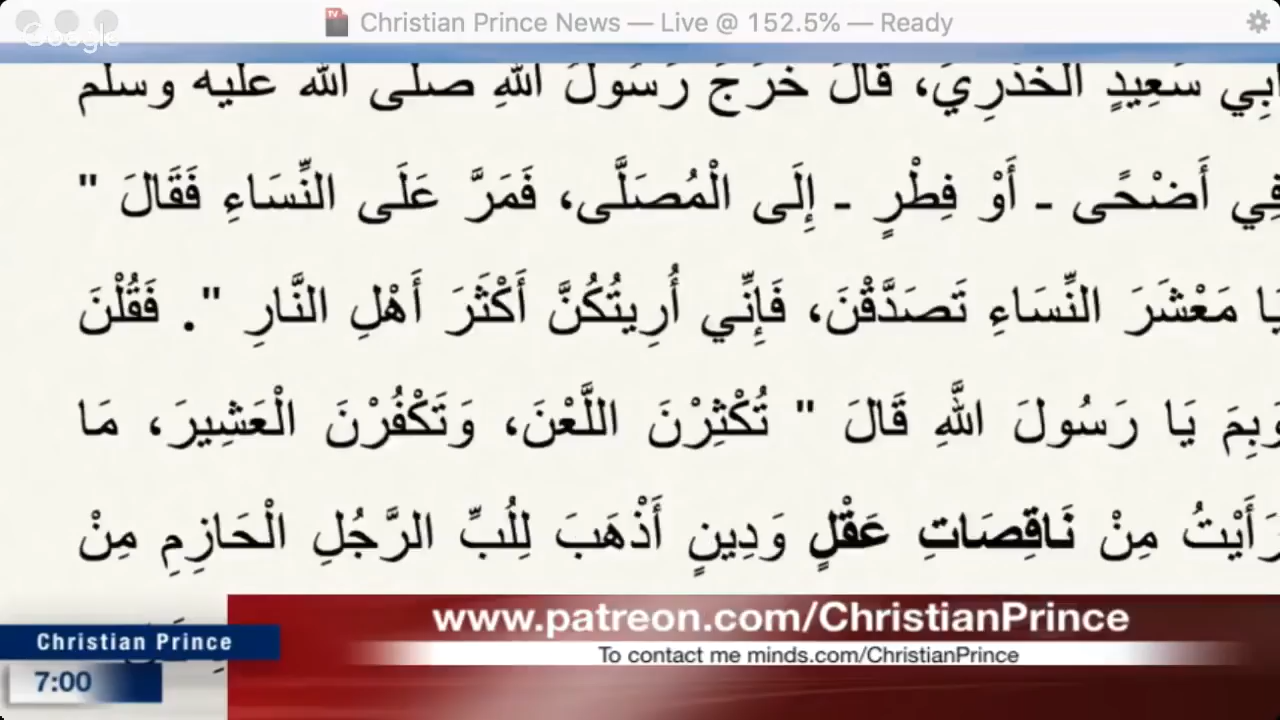 Google
Christian Prince News — Live @ 152.5% — Ready
أبِي سَعِيدٍ الْخُدْرِيِّ، قَالَ خَرَجَ رَسُولُ اللَّهِ صلى الله عليه وسلم
فِي أَضْحًى ـ أَوْ فِطْرٍ ـ إِلَى الْمُصَلَّى، فَمَرَّ عَلَى النِّسَاءِ فَقَالَ "
يَا مَعْشَرَ النِّسَاءِ تَصَدَّقْنَ، فَإِنِّي أُرِيتُكُنَّ أَكْثَرَ أَهْلِ النَّارِ ". فَقُلْنَ
وَبِمَ يَا رَسُولَ اللَّهِ قَالَ " تُكْثِرْنَ اللَّعْنَ، وَتَكْفُرْنَ الْعَشِيرَ، مَا
رَأَيْتُ مِنْ نَاقِصَاتِ عَقْلٍ وَدِينٍ أَذْهَبَ لِلُبِّ الرَّجُلِ الْحَازِمِ مِنْ
www.patreon.com/ChristianPrince
Christian Prince
To contact me minds.com/ChristianPrince
7:00